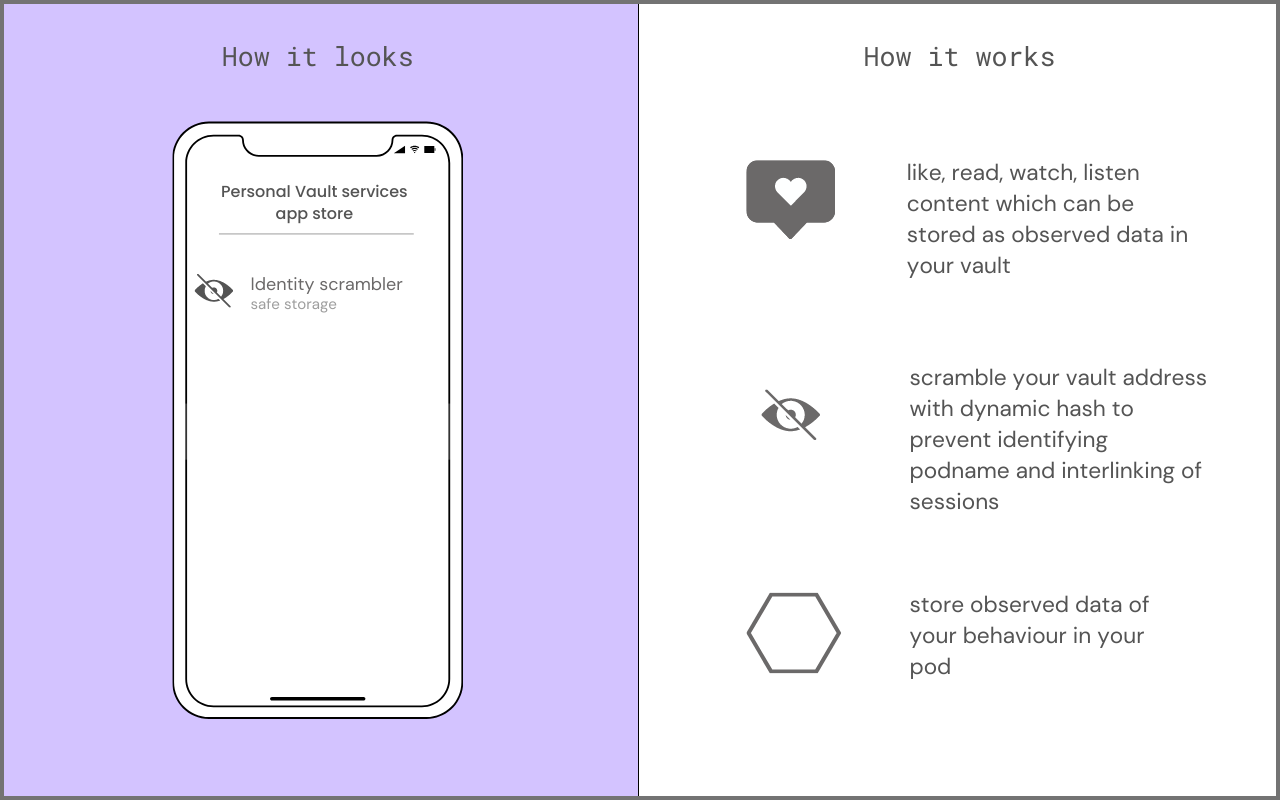 How it looks
Personal Vault services
app store
Identity scrambler
safe storage
How it works
like, read, watch, listen
content which can be
stored as observed data in
your vault
scramble your vault address
with dynamic hash to
prevent identifying
podname and interlinking of
sessions
store observed data of
your behaviour in your
pod